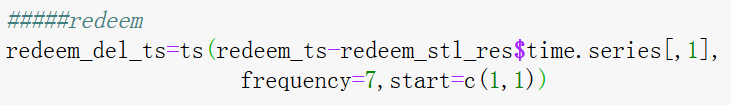 #####redeem
redeem_del_ts=ts(redeem_ts-redeem_stl_res$time.series[,1],
frequency=7,start=c(1,1))